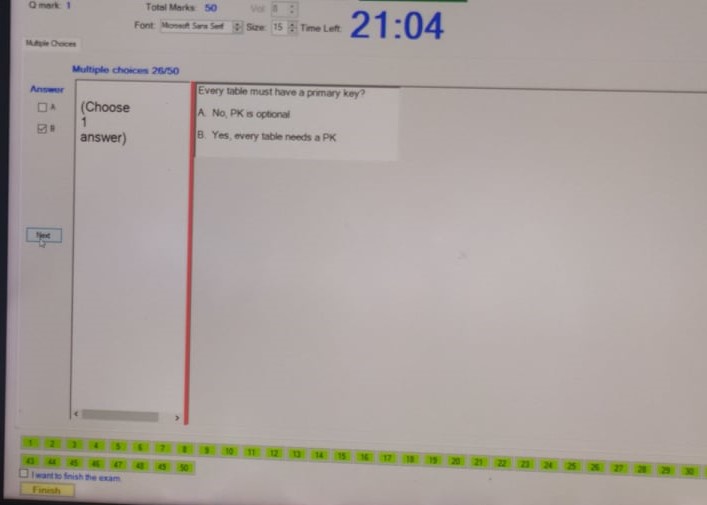 Q mark: 1 Total Marks: 50 Vol: 8
Font: Microsoft Sans Serif Size: 15 Time Left: 21:04
Multiple Choices
Multiple choices 26/50
Answer
A
B
(Choose
1
answer)
Every table must have a primary key?
A. No, PK is optional
B. Yes, every table needs a PK
Next
1 2 3 4 5 6 7 8 9 10 11 12 13 14 15 16 17 18 19 20 21 22 23 24 25 26 27 28 29 30
43 44 45 46 47 48 49 50
I want to finish the exam.
Finish